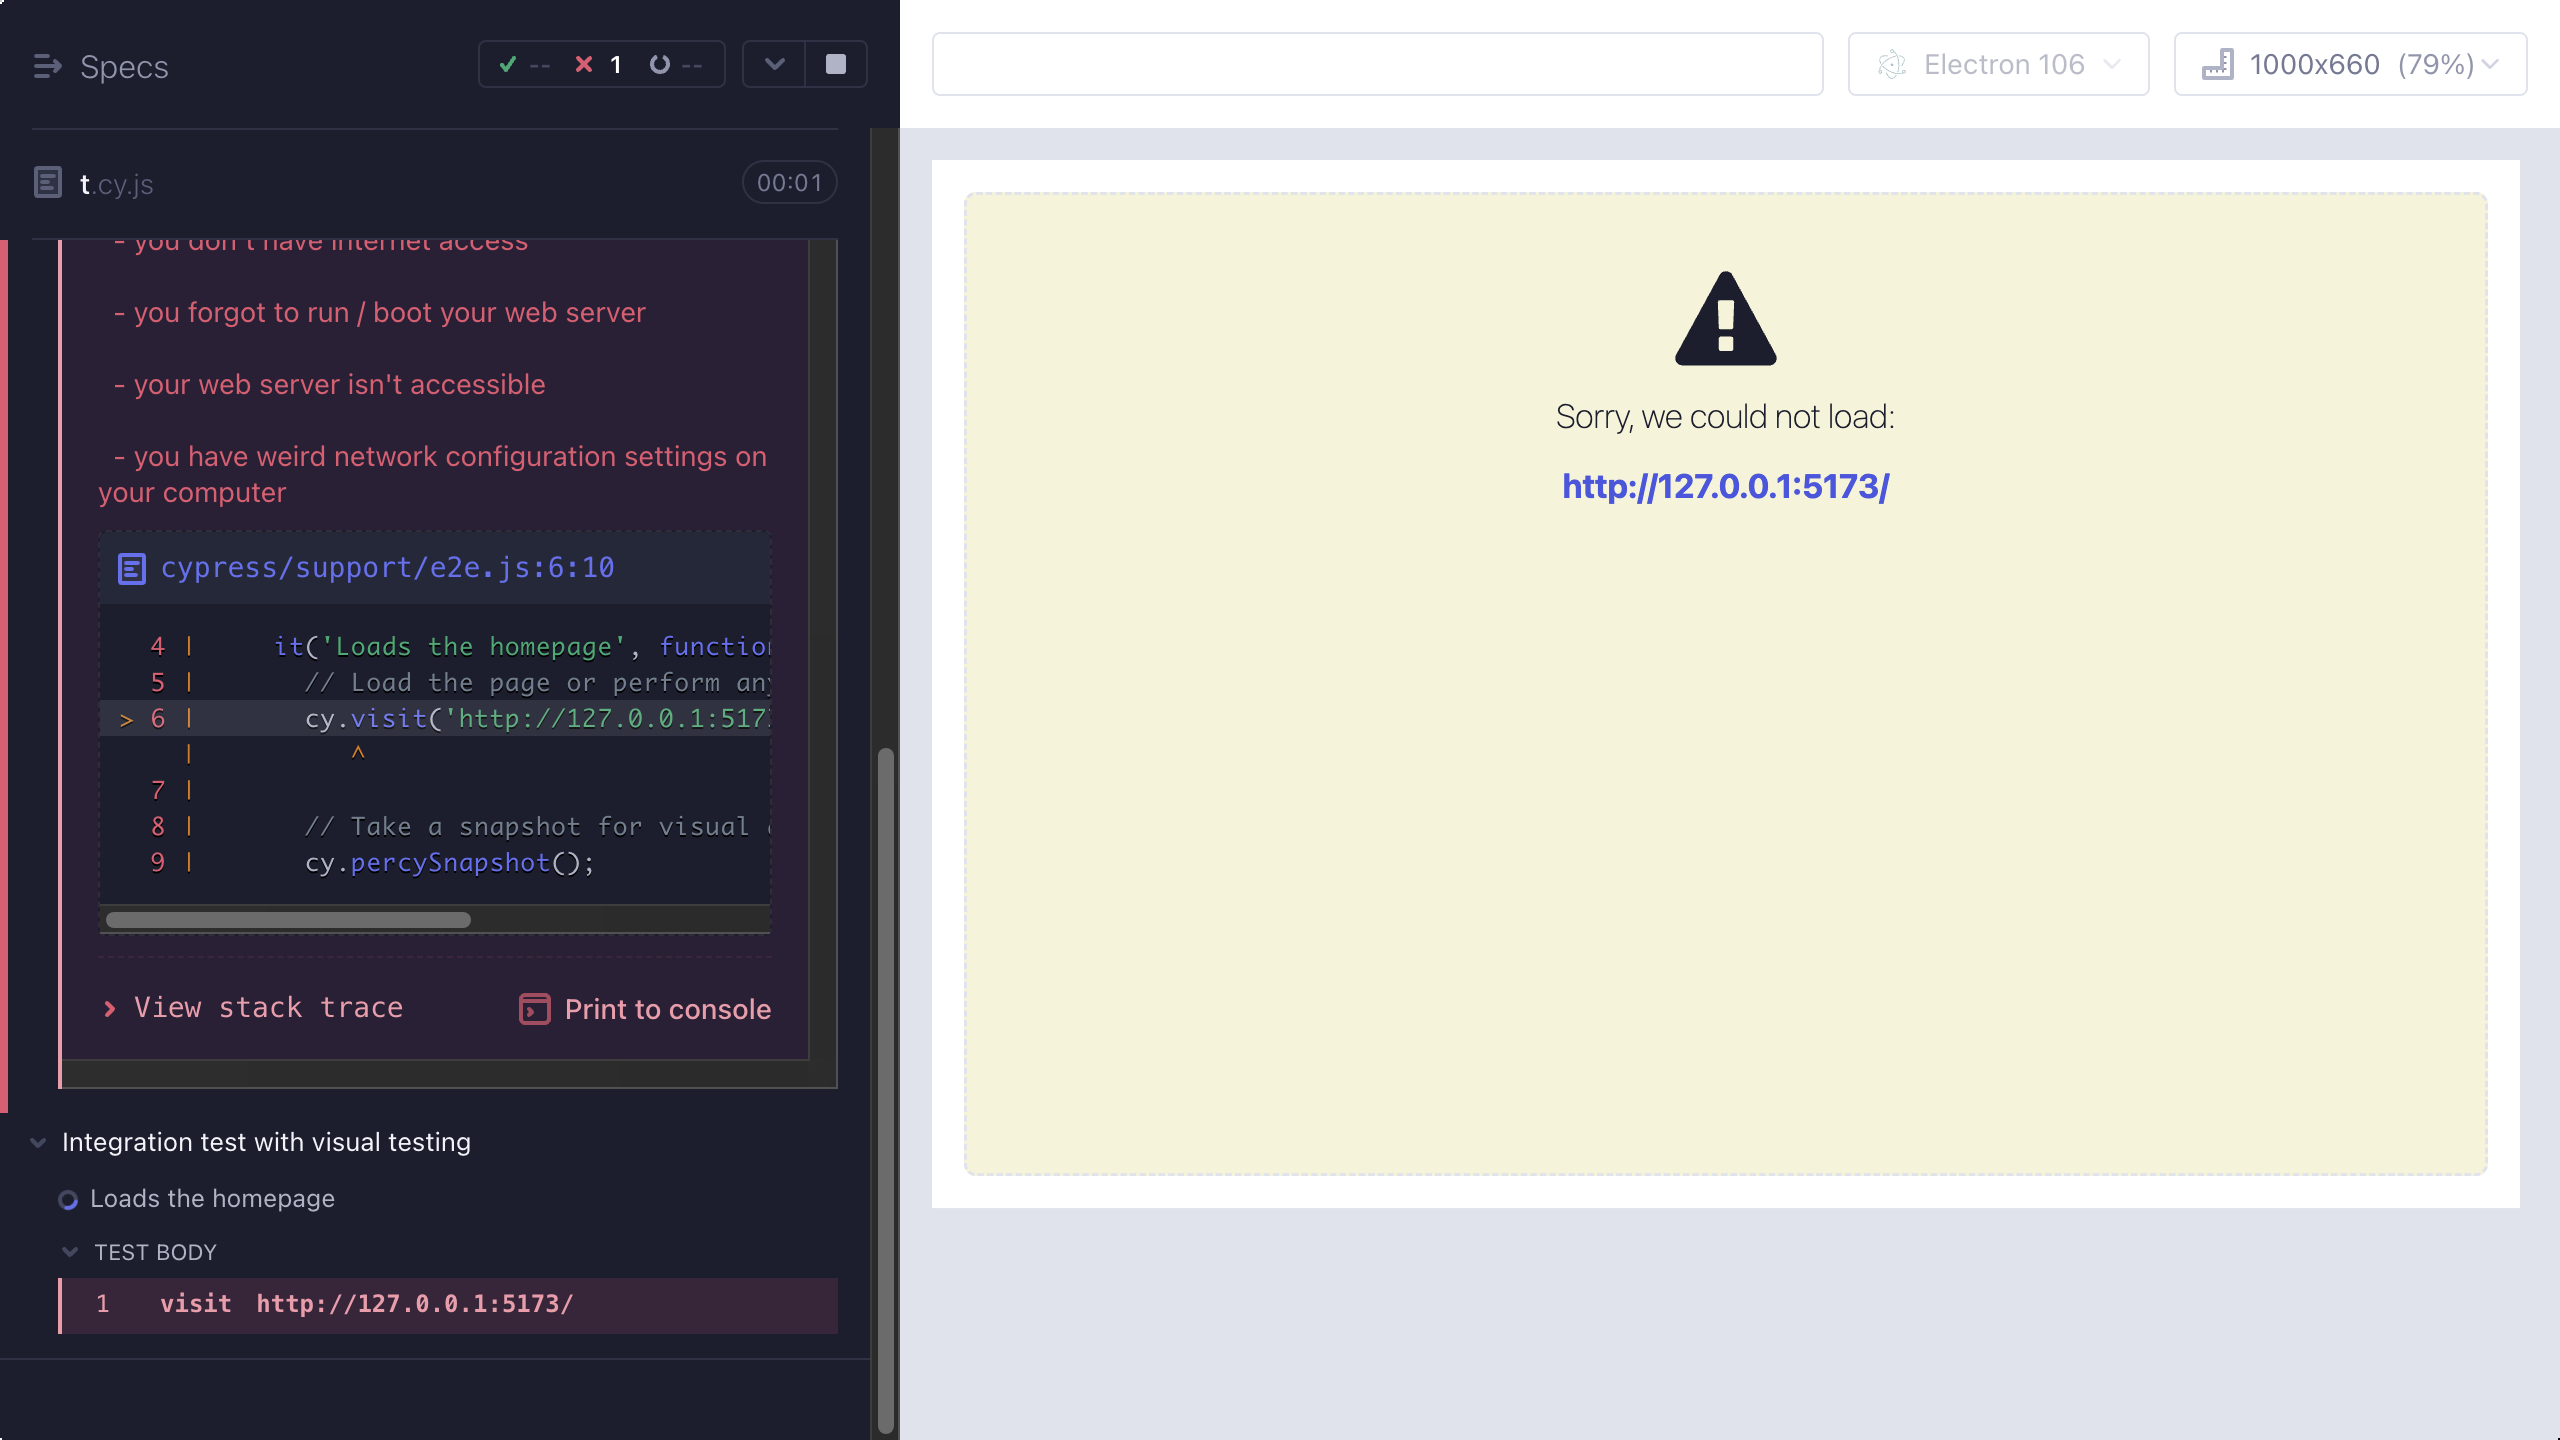 Specs
-- 1 --
Electron 106
1000x660 (79%)
t.cy.js
00:01
- you don't have internet access
- you forgot to run / boot your web server
- your web server isn't accessible
- you have weird network configuration settings on
your computer
cypress/support/e2e.js:6:10
4 | it('Loads the homepage', function
5 | // Load the page or perform any
> 6 | cy.visit('http://127.0.0.1:517
| ^
7 |
8 | // Take a snapshot for visual
9 | cy.percySnapshot();
View stack trace
Print to console
Integration test with visual testing
Loads the homepage
TEST BODY
1 visit http://127.0.0.1:5173/
Sorry, we could not load:
http://127.0.0.1:5173/